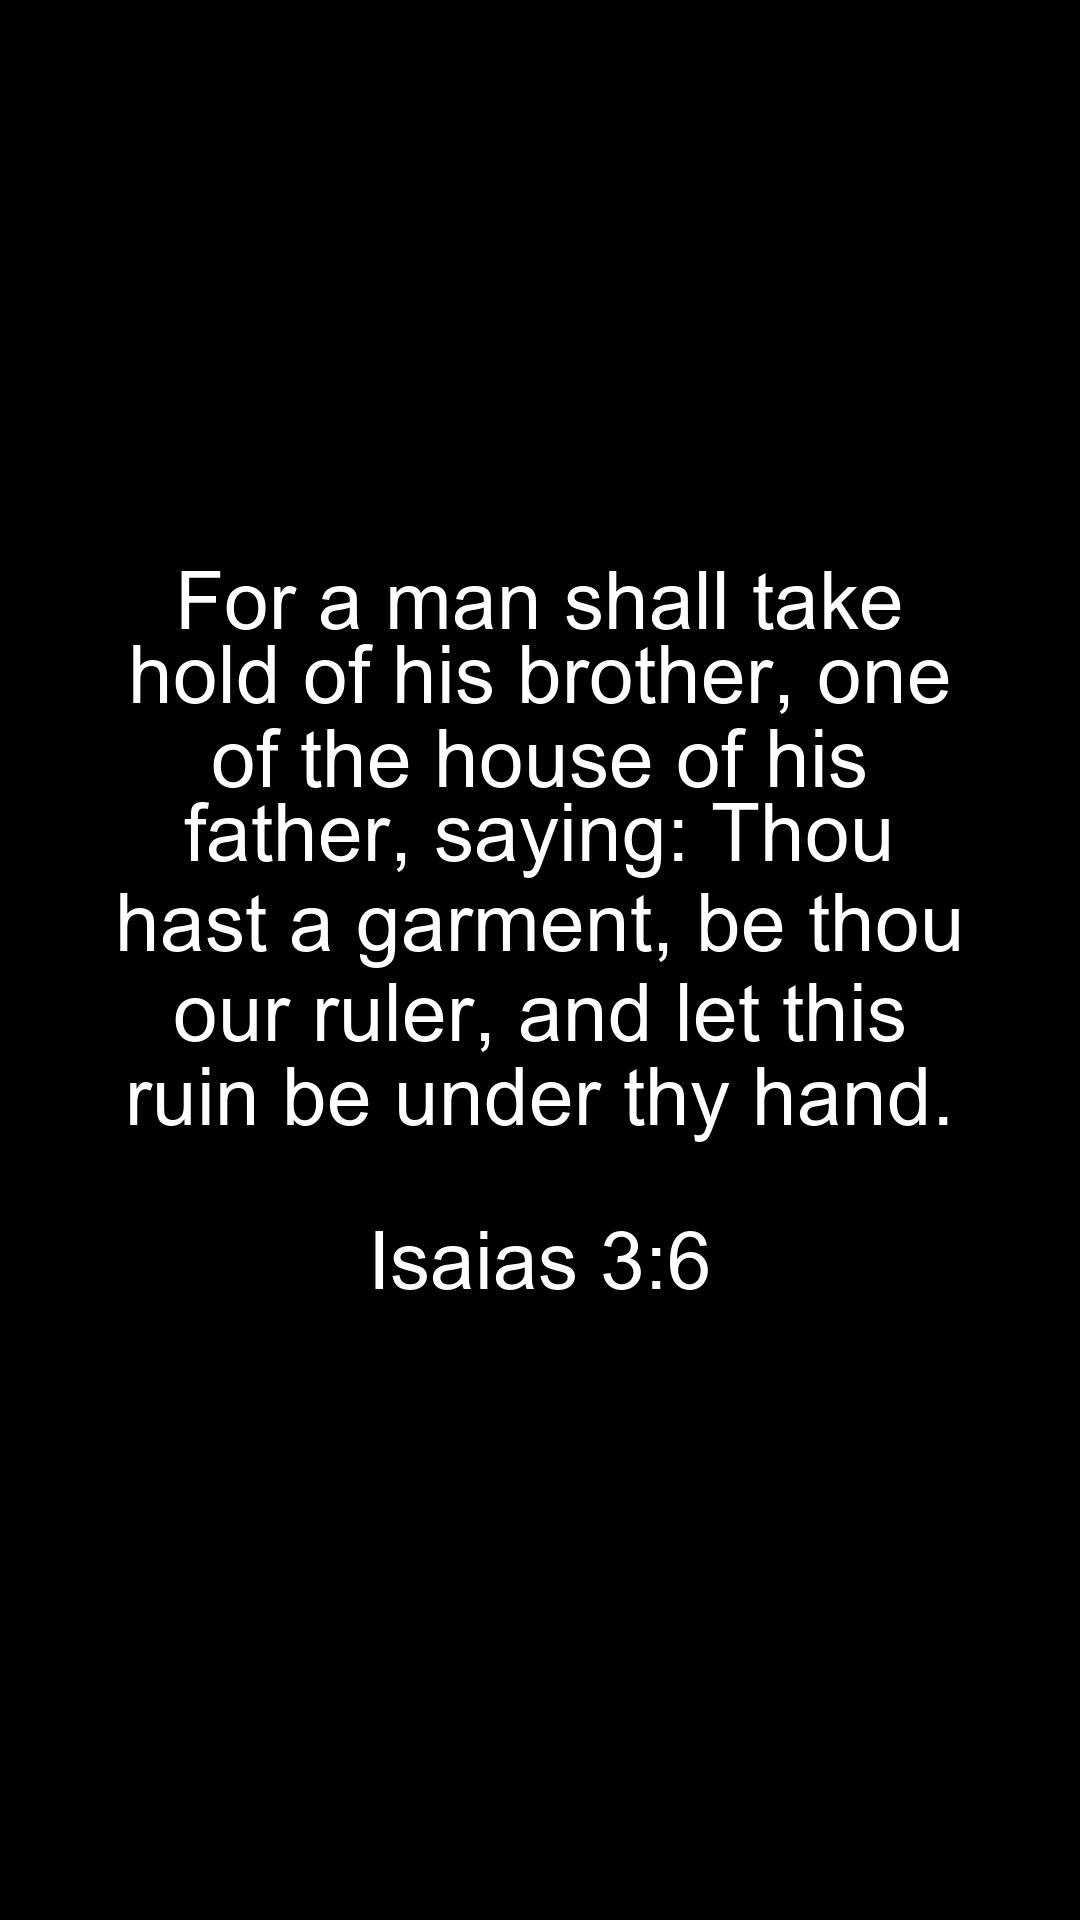 For a man shall take
hold of his brother, one
of the house of his
father, saying: Thou
hast a garment, be thou
our ruler, and let this
ruin be under thy hand.
Isaias 3:6